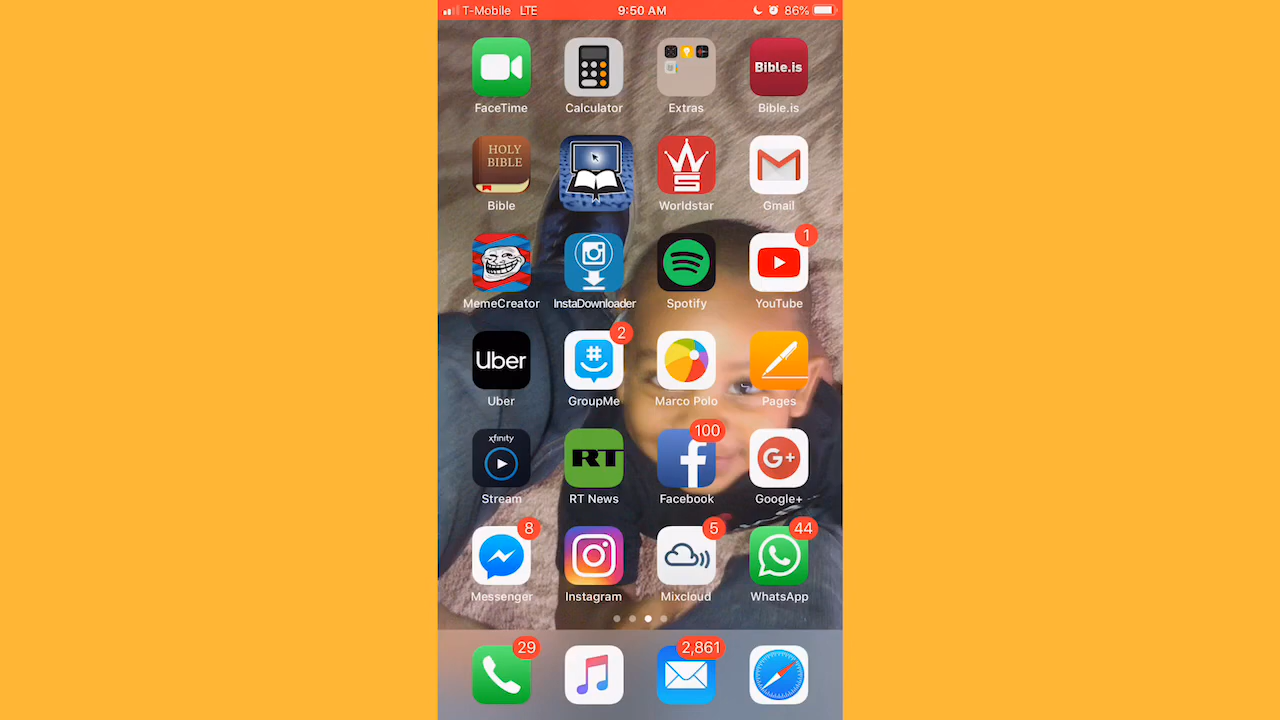 T-Mobile LTE 9:50 AM 86%
FaceTime Calculator Extras Bible.is
Bible.is
HOLY
BIBLE
Bible Worldstar Gmail
1
MemeCreator InstaDownloader Spotify YouTube
Uber
2
Uber GroupMe Marco Polo Pages
xfinity
RT
100
G+
Stream RT News Facebook Google+
8 5 44
Messenger Instagram Mixcloud WhatsApp
29 2,861